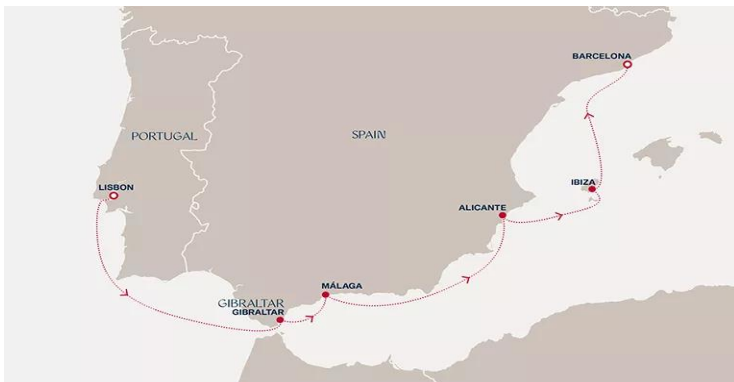 BARCELONA
PORTUGAL
SPAIN
LISBON
IBIZA
ALICANTE
MÁLAGA
GIBRALTAR
GIBRALTAR